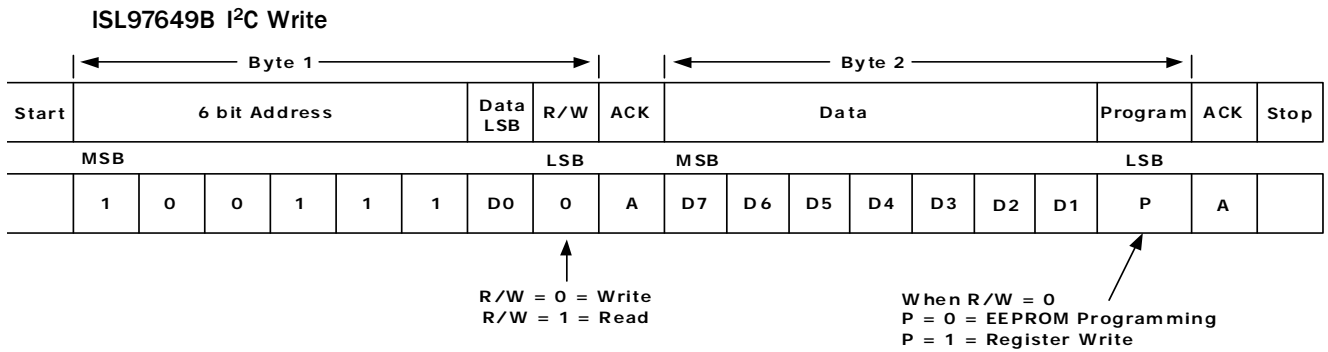 ISL97649B I²C Write
Byte 1 Byte 2
Start 6 bit Address Data LSB R/W ACK Data Program ACK Stop
MSB LSB MSB LSB
1 0 0 1 1 1 D0 0 A D7 D6 D5 D4 D3 D2 D1 P A
R/W = 0 = Write
R/W = 1 = Read
When R/W = 0
P = 0 = EEPROM Programming
P = 1 = Register Write